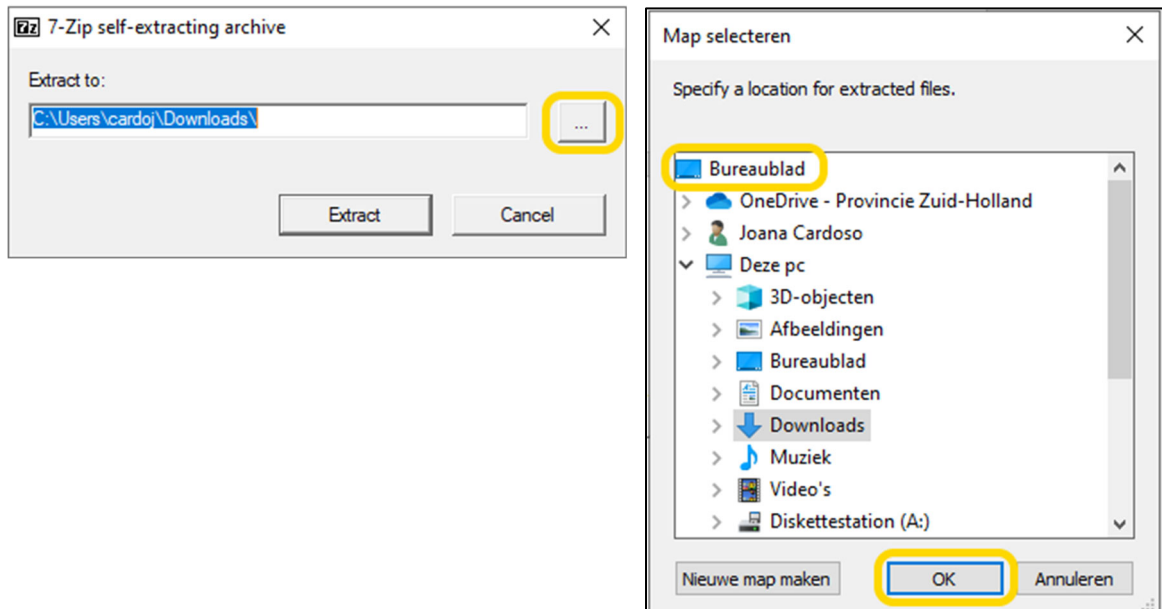 7z 7-Zip self-extracting archive
Extract to:
C:\Users\cardoj\Downloads\
...
Extract Cancel
Map selecteren
Specify a location for extracted files.
Bureaublad
OneDrive - Provincie Zuid-Holland
Joana Cardoso
Deze pc
3D-objecten
Afbeeldingen
Bureaublad
Documenten
Downloads
Muziek
Video's
Diskettestation (A:)
Nieuwe map maken OK Annuleren